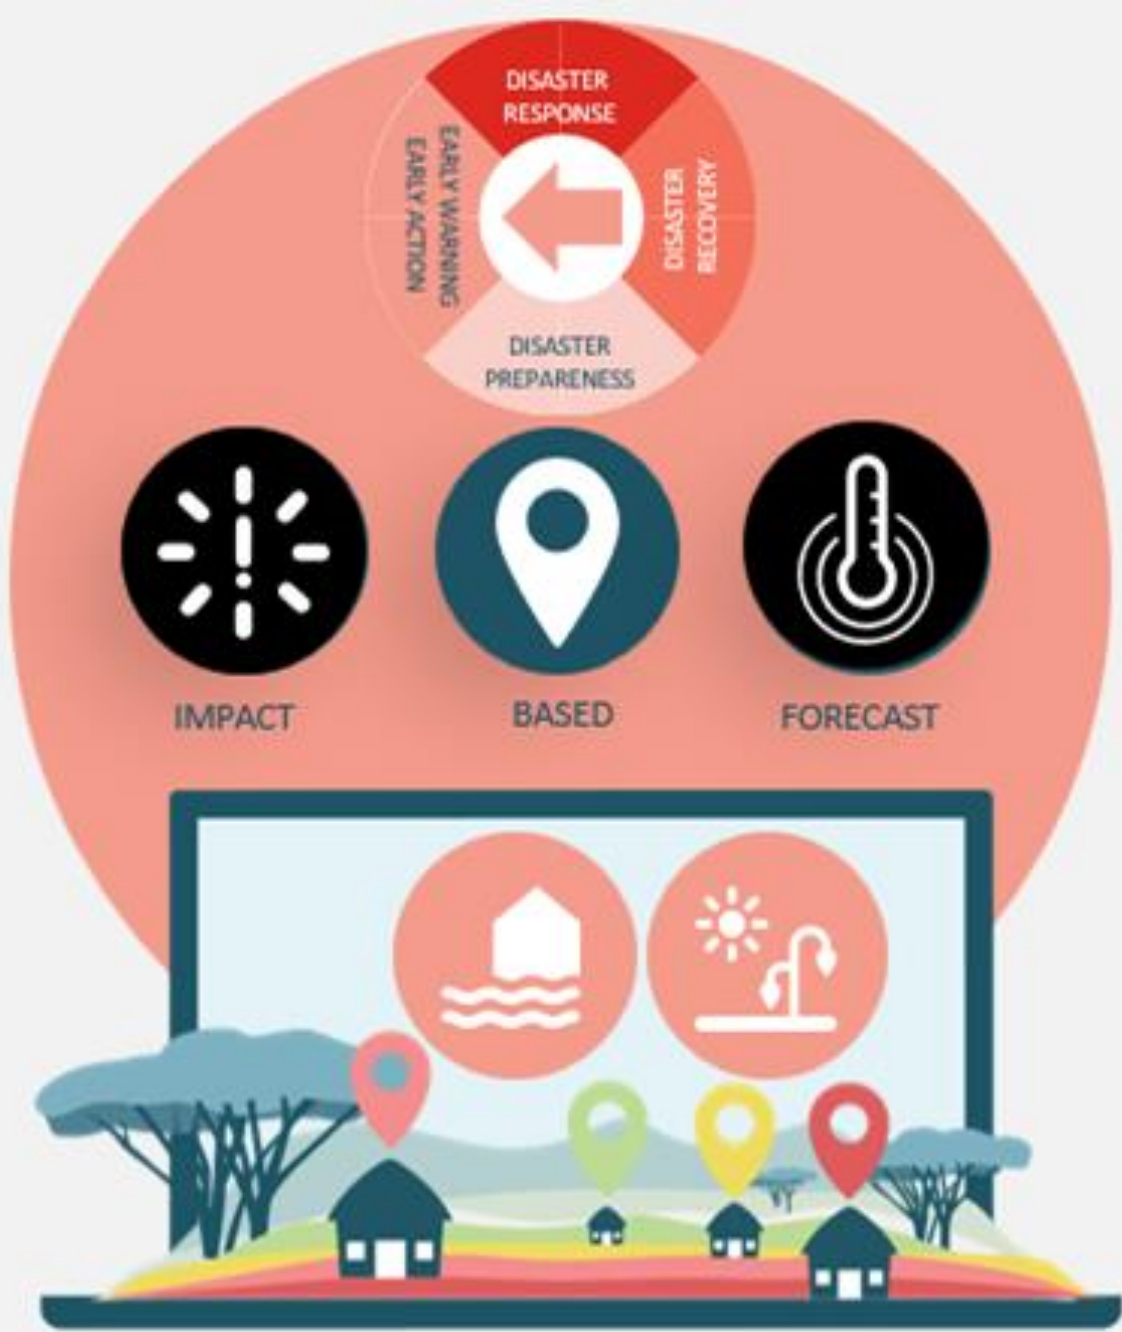 DISASTER
RESPONSE
EARLY WARNING
EARLY ACTION
DISASTER
RECOVERY
DISASTER
PREPARENESS
IMPACT
BASED
FORECAST